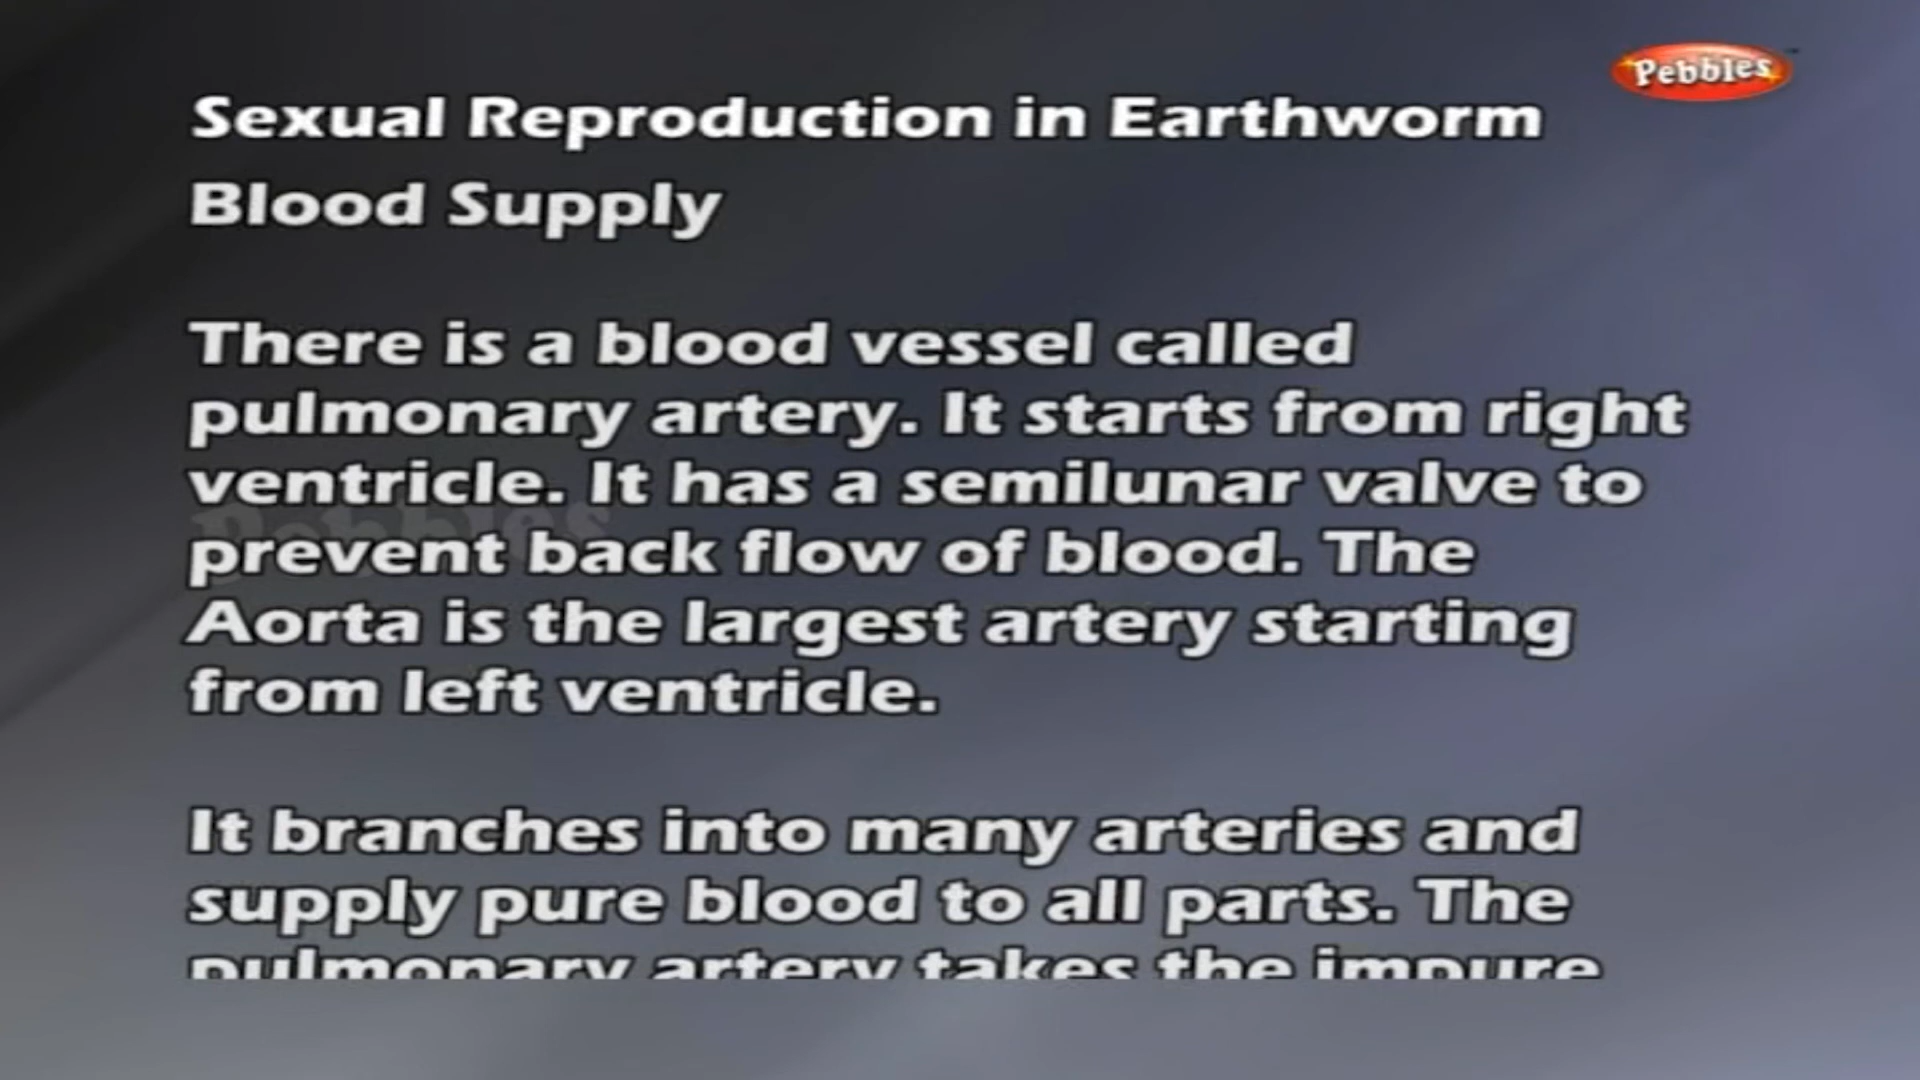 Pebbles
Sexual Reproduction in Earthworm
Blood Supply
There is a blood vessel called
pulmonary artery. It starts from right
ventricle. It has a semilunar valve to
prevent back flow of blood. The
Aorta is the largest artery starting
from left ventricle.
It branches into many arteries and
supply pure blood to all parts. The
pulmonary artery takes the impure
Pebbles